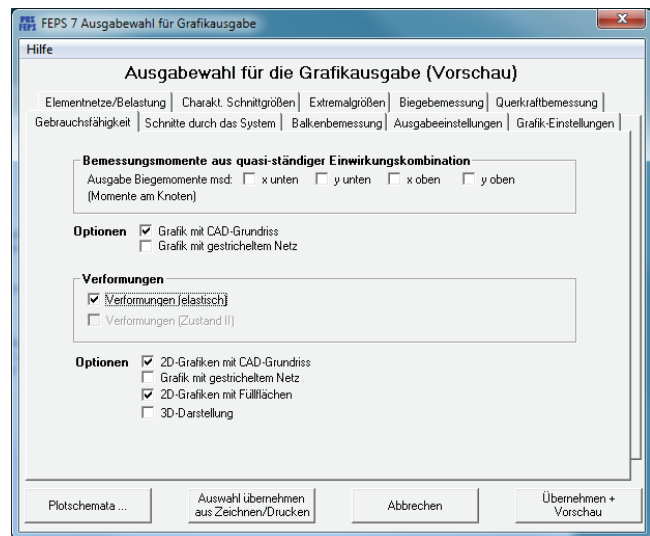 PBS
FEPS
FEPS 7 Ausgabewahl für Grafikausgabe
Hilfe
Ausgabewahl für die Grafikausgabe (Vorschau)
Elementnetze/Belastung Charakt. Schnittgrößen Extremalgrößen Biegebemessung Querkraftbemessung
Gebrauchsfähigkeit Schnitte durch das System Balkenbemessung Ausgabeeinstellungen Grafik-Einstellungen
Bemessungsmomente aus quasi-ständiger Einwirkungskombination
Ausgabe Biegemomente msd: x unten y unten x oben y oben
(Momente am Knoten)
Optionen Grafik mit CAD-Grundriss
Grafik mit gestricheltem Netz
Verformungen
Verformungen (elastisch)
Verformungen (Zustand II)
Optionen 2D-Grafiken mit CAD-Grundriss
Grafik mit gestricheltem Netz
2D-Grafiken mit Füllflächen
3D-Darstellung
Plotschemata ... Auswahl übernehmen aus Zeichnen/Drucken Abbrechen Übernehmen + Vorschau